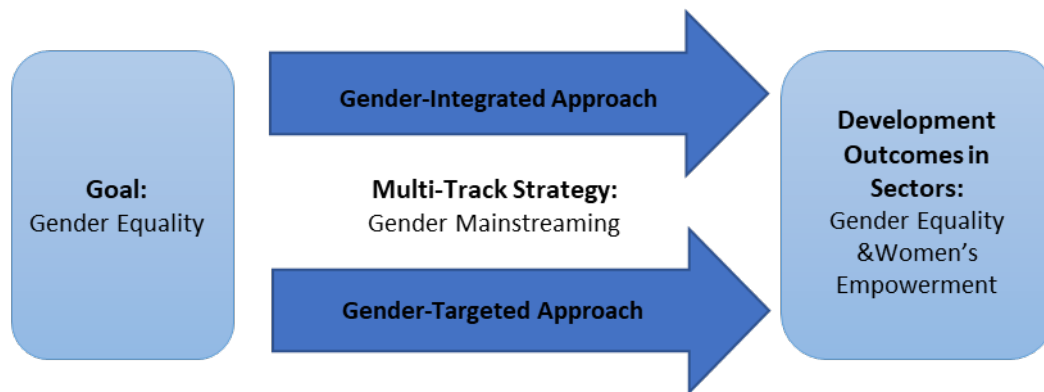 Goal:
Gender Equality
Gender-Integrated Approach
Multi-Track Strategy:
Gender Mainstreaming
Gender-Targeted Approach
Development
Outcomes in
Sectors:
Gender Equality
&Women's
Empowerment